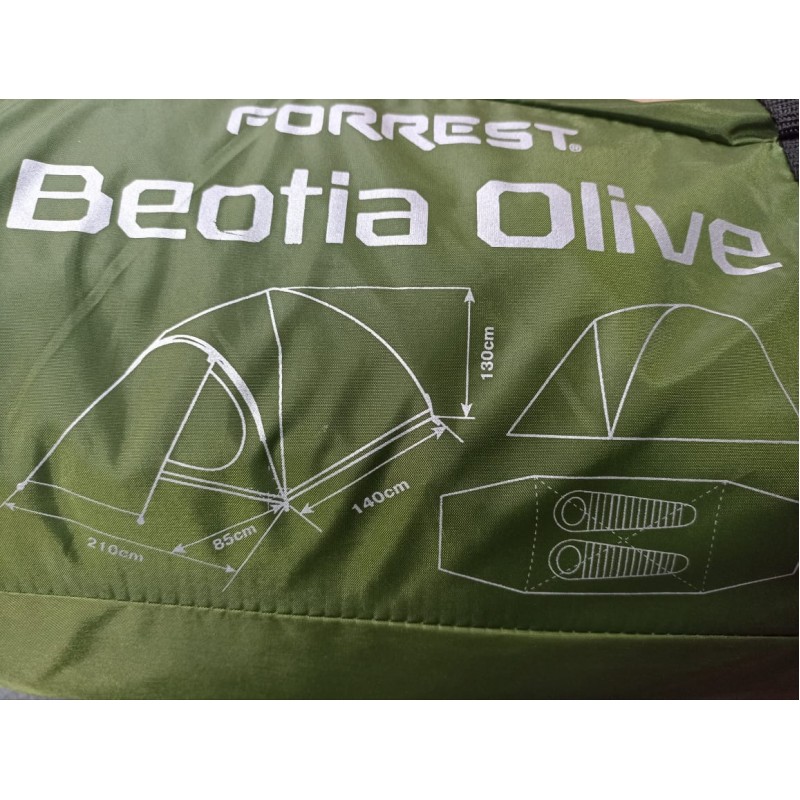 FORREST®
Beotia Olive
130cm
140cm
85cm
210cm